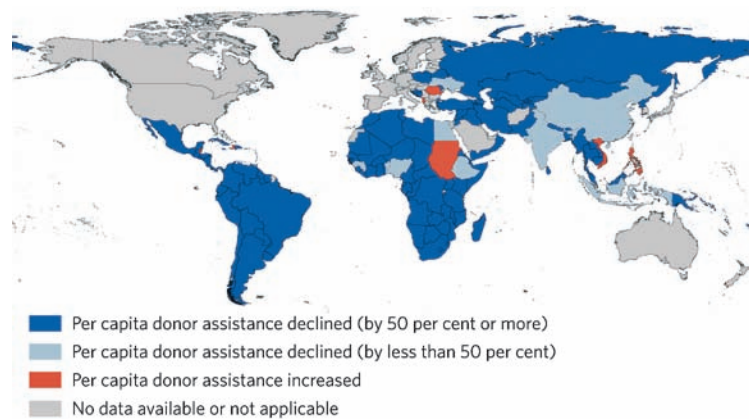 Per capita donor assistance declined (by 50 per cent or more)
Per capita donor assistance declined (by less than 50 per cent)
Per capita donor assistance increased
No data available or not applicable